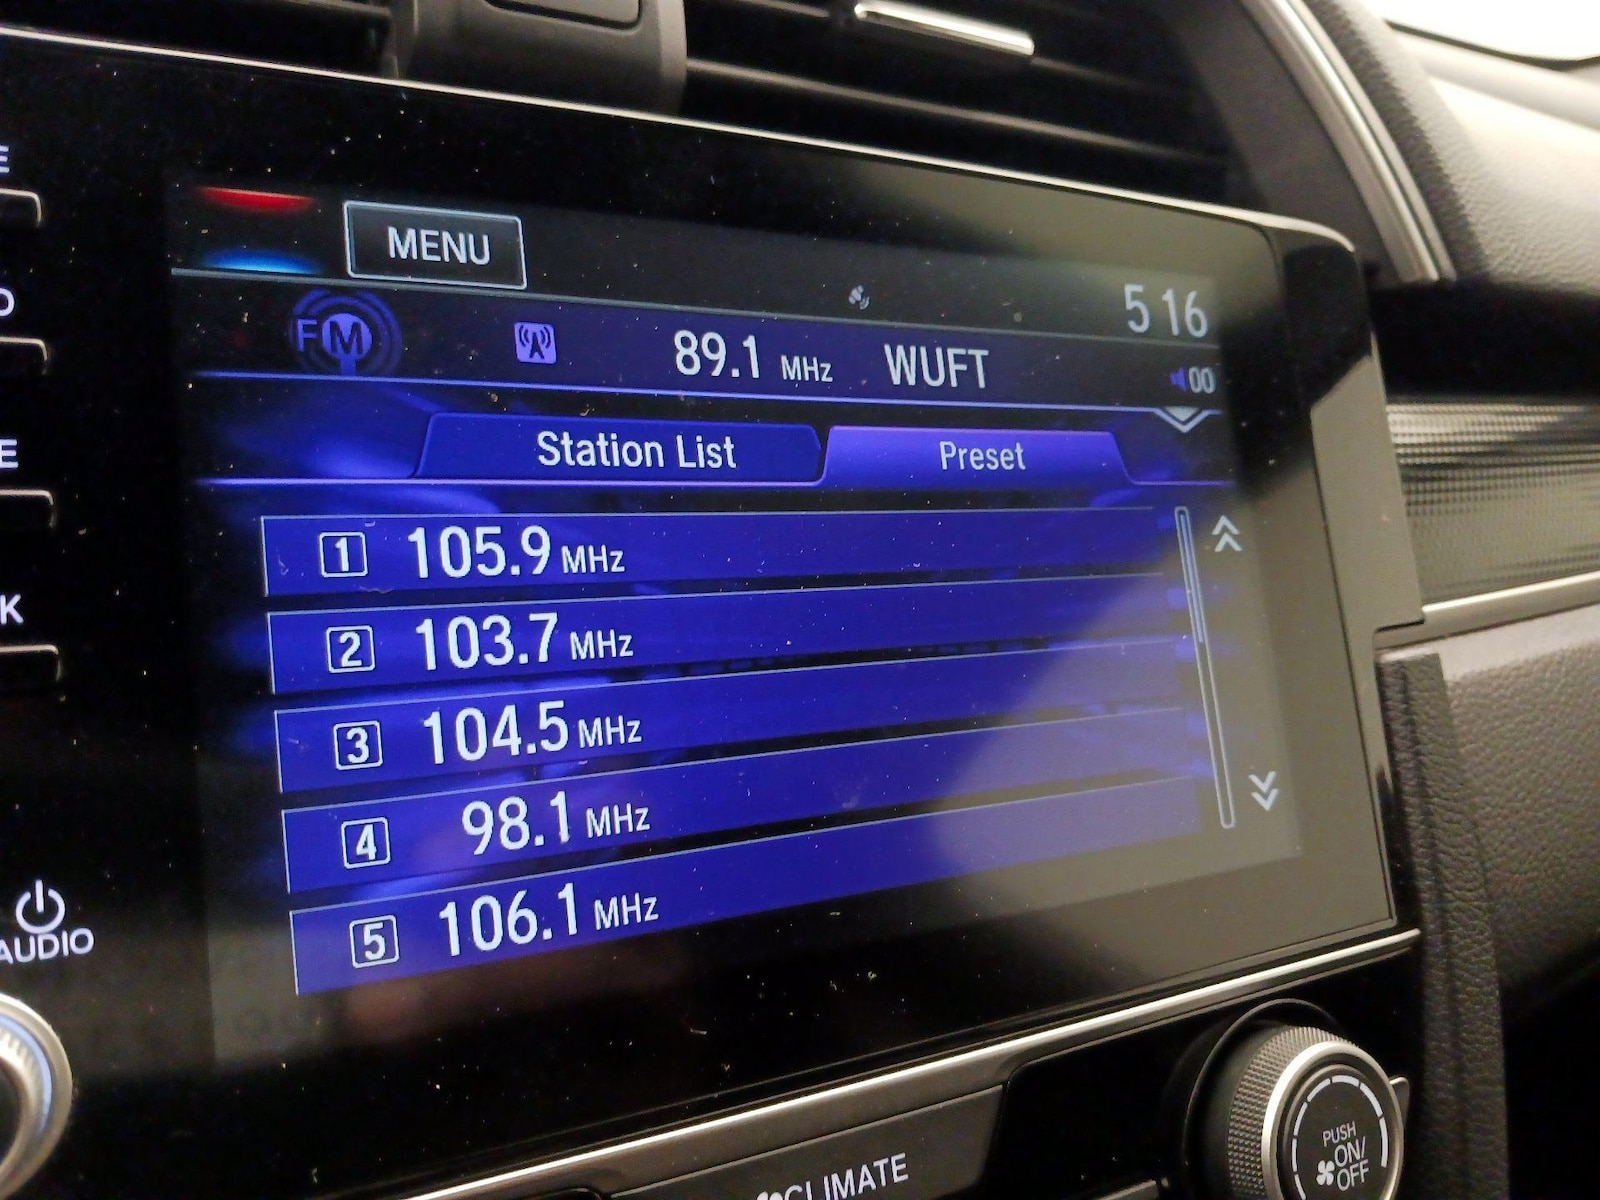 MENU
5 16
FM 89.1 MHz WUFT
00
Station List Preset
1 105.9 MHz
2 103.7 MHz
3 104.5 MHz
4 98.1 MHz
5 106.1 MHz
AUDIO
CLIMATE
PUSH
ON/
OFF